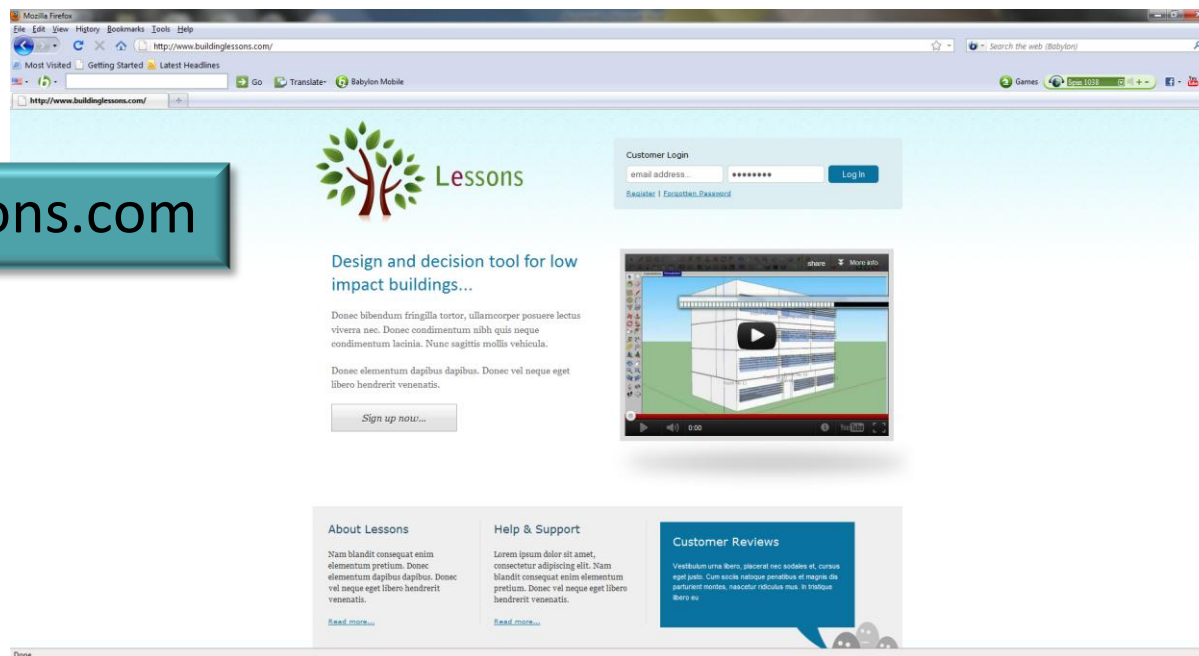 Mozilla Firefox
File Edit View History Bookmarks Tools Help
http://www.buildinglessons.com/
Search the web (Babylon)
Most Visited Getting Started Latest Headlines
Go Translate Babylon Mobile
Games
http://www.buildinglessons.com/
ons.com
Lessons
Customer Login
email address...
Log In
Register | Forgotten Password
Design and decision tool for low
impact buildings...
Donec bibendum fringilla tortor, ullamcorper posuere lectus
viverra nec. Donec condimentum nibh quis neque
condimentum lacinia. Nunc sagittis mollis vehicula.
Donec elementum dapibus dapibus. Donec vel neque eget
libero hendrerit venenatis.
Sign up now...
share More info
0:00 YouTube
About Lessons
Nam blandit consequat enim
elementum pretium. Donec
elementum dapibus dapibus. Donec
vel neque eget libero hendrerit
venenatis.
Read more...
Help & Support
Lorem ipsum dolor sit amet,
consectetur adipiscing elit. Nam
blandit consequat enim elementum
pretium. Donec vel neque eget libero
hendrerit venenatis.
Read more...
Customer Reviews
Vestibulum urna libero, placerat nec sodales et, cursus
eget justo. Cum sociis natoque penatibus et magnis dis
parturient montes, nascetur ridiculus mus. In tristique
libero eu
Done